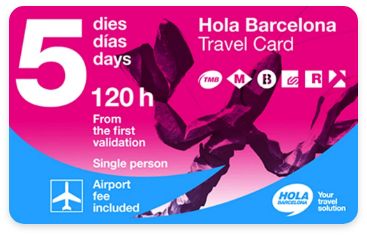 5
dies
días
days
120 h
From
the first
validation
Single person
Airport
fee
included
Hola Barcelona
Travel Card
TMB M B R
HOLA
BARCELONA
Your
travel
solution